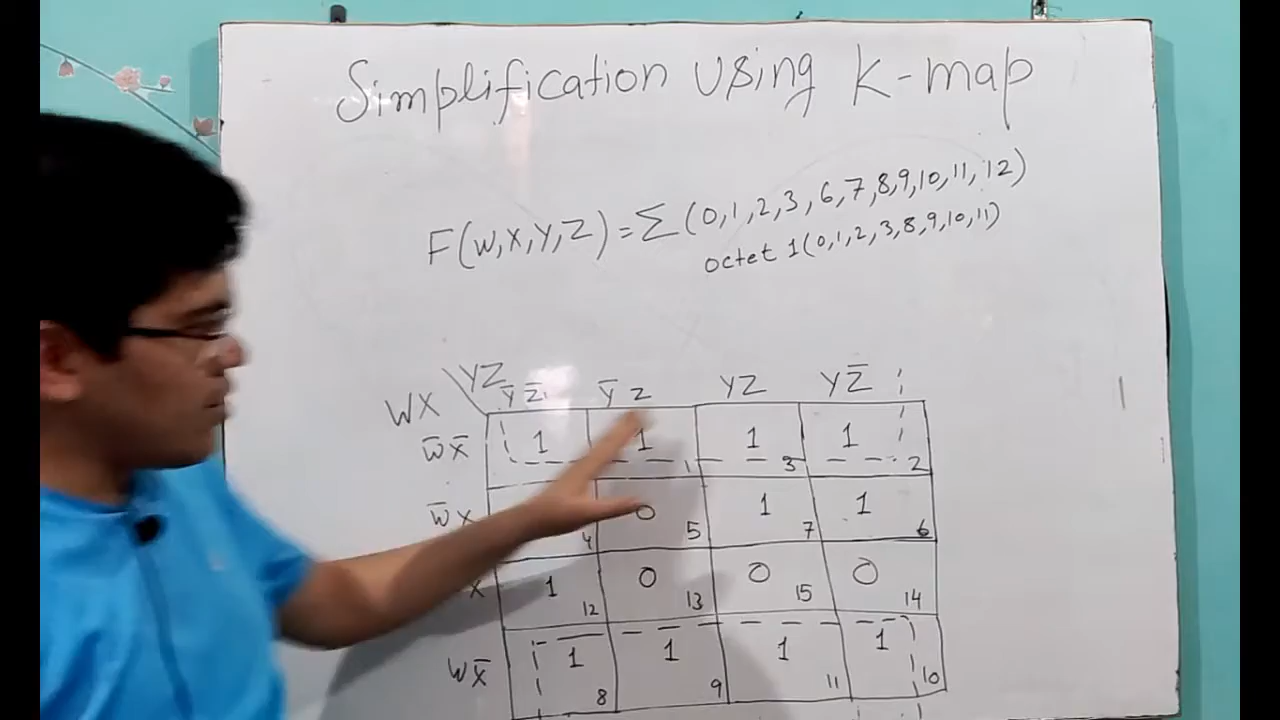 Simplification using K-map
F(W,X,Y,Z)=Σ(0,1,2,3,6,7,8,9,10,11,12)
octet 1(0,1,2,3,8,9,10,11)
YZ
WX
Y̅ Z̅ Y̅ Z YZ YZ̅
W̅ X̅ 1 1 1 3 1 2
W̅ X 4 0 5 1 7 1 6
X 1 12 0 13 0 15 0 14
WX̅ 1 8 1 9 1 11 1 10